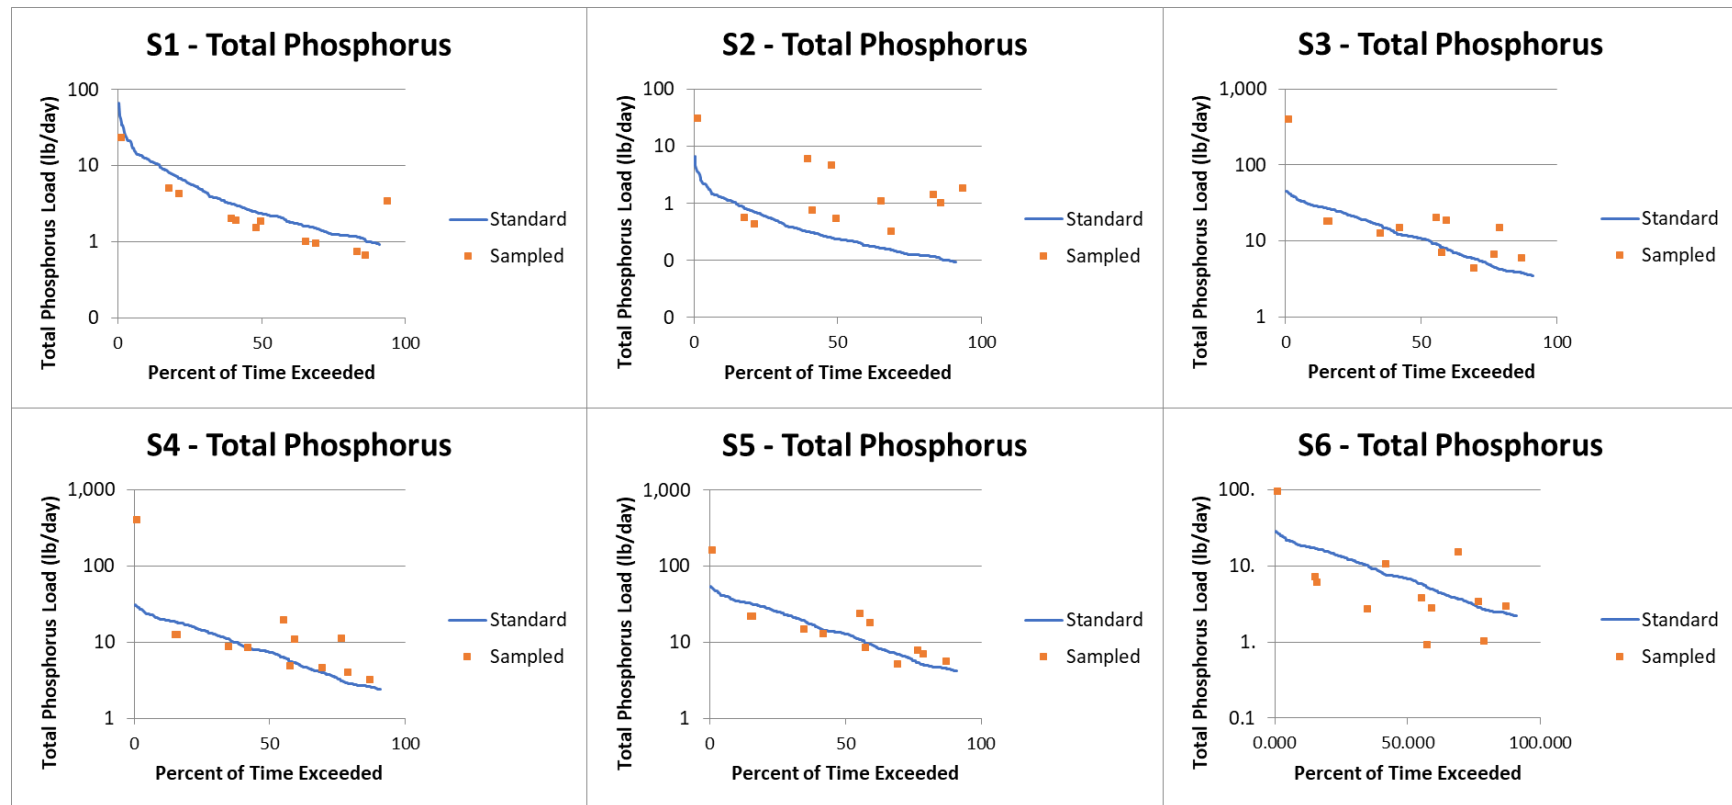 S1 - Total Phosphorus
Total Phosphorus Load (lb/day)
100
10
1
0
0
50
100
Percent of Time Exceeded
Standard
Sampled
S2 - Total Phosphorus
Total Phosphorus Load (lb/day)
100
10
1
0
0
0
50
100
Percent of Time Exceeded
Standard
Sampled
S3 - Total Phosphorus
Total Phosphorus Load (lb/day)
1,000
100
10
1
0
50
100
Percent of Time Exceeded
Standard
Sampled
S4 - Total Phosphorus
Total Phosphorus Load (lb/day)
1,000
100
10
1
0
50
100
Percent of Time Exceeded
Standard
Sampled
S5 - Total Phosphorus
Total Phosphorus Load (lb/day)
1,000
100
10
1
0
50
100
Percent of Time Exceeded
Standard
Sampled
S6 - Total Phosphorus
Total Phosphorus Load (lb/day)
100.
10.
1.
0.1
0.000
50.000
100.000
Percent of Time Exceeded
Standard
Sampled